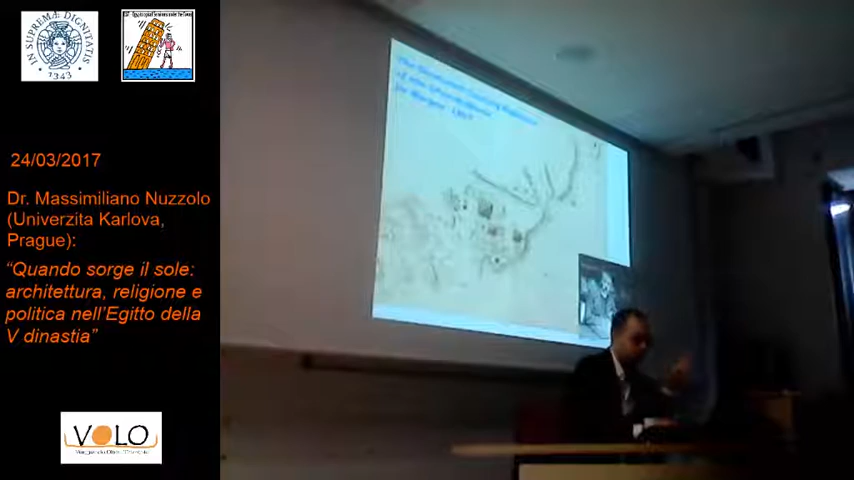 IN SUPREMÆ DIGNITATIS
1343
24/03/2017
Dr. Massimiliano Nuzzolo
(Univerzita Karlova,
Prague):
“Quando sorge il sole:
architettura, religione e
politica nell’Egitto della
V dinastia”
VOLO